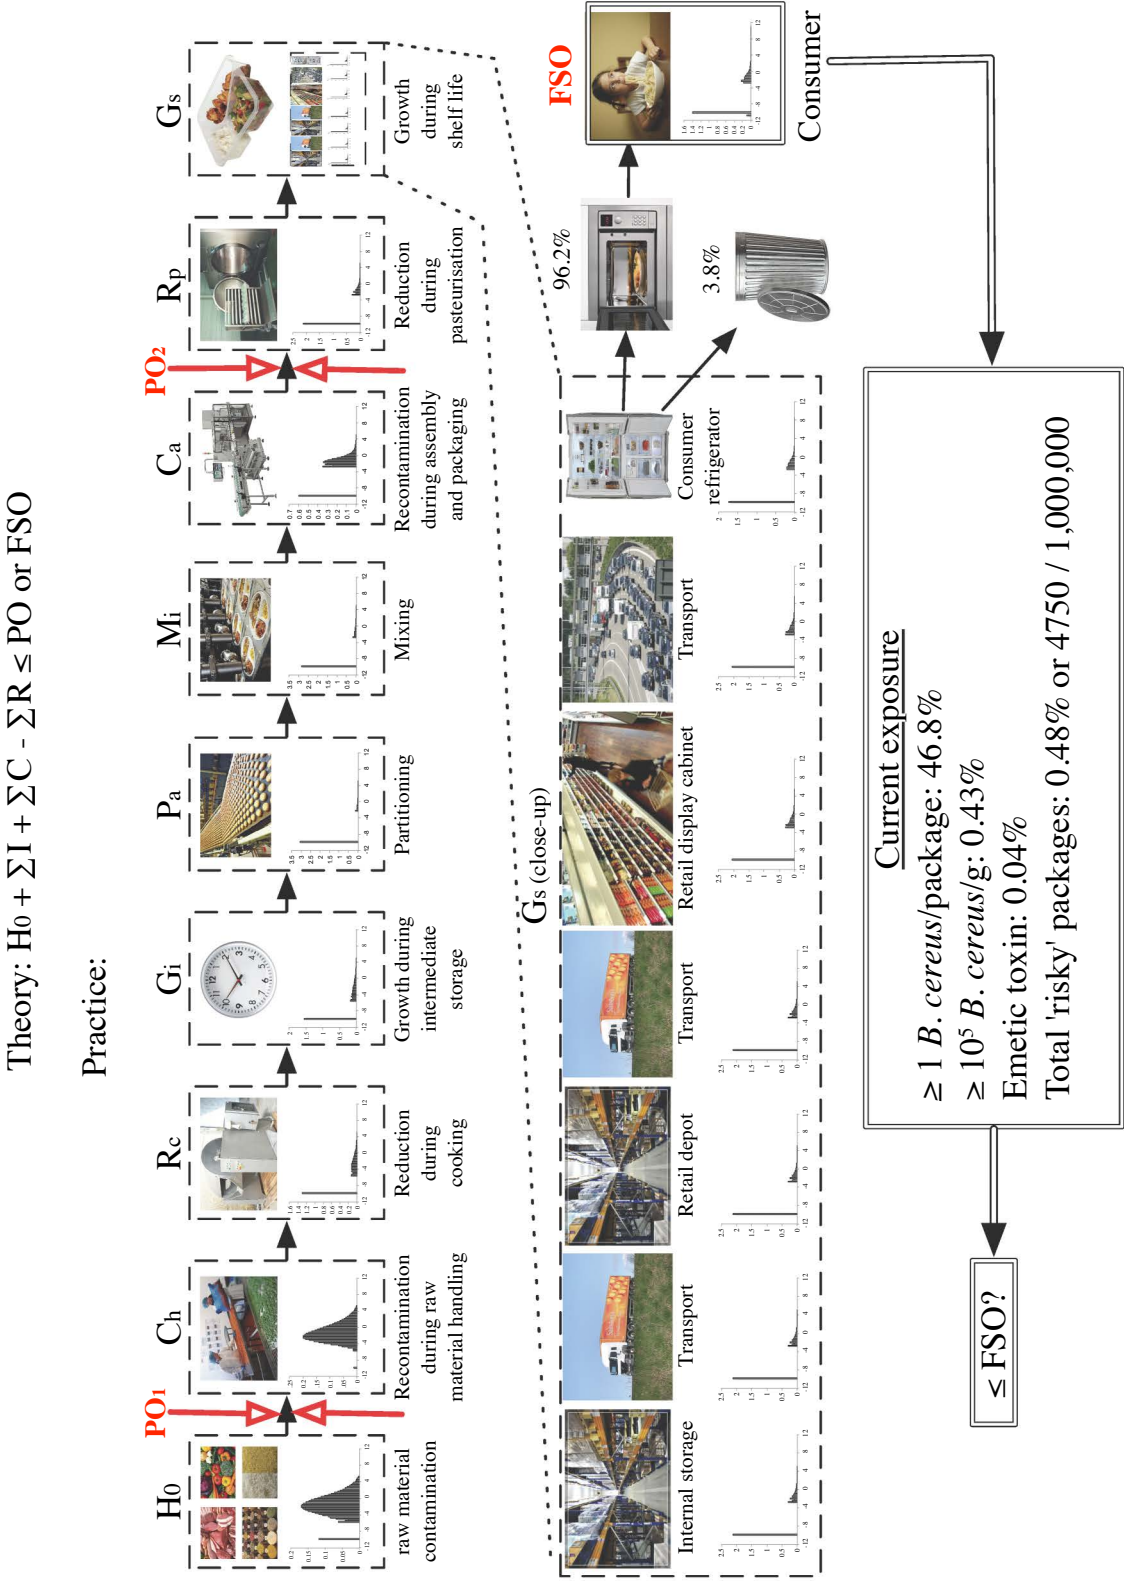 Theory: H0 + ΣI + ΣC - ΣR ≤ PO or FSO
Practice:
H0
PO1
Ch
Rc
Gi
Pa
Mi
Ca
PO2
Rp
Gs
raw material
contamination
Recontamination
during raw
material handling
Reduction
during
cooking
Growth during
intermediate
storage
Partitioning
Mixing
Recontamination
during assembly
and packaging
Reduction
during
pasteurisation
Growth
during
shelf life
Gs (close-up)
Internal storage
Transport
Retail depot
Transport
Retail display cabinet
Transport
Consumer
refrigerator
96.2%
3.8%
FSO
Consumer
Current exposure
≥ 1 B. cereus/package: 46.8%
≥ 10⁵ B. cereus/g: 0.43%
Emetic toxin: 0.04%
Total 'risky' packages: 0.48% or 4750 / 1,000,000
≤ FSO?